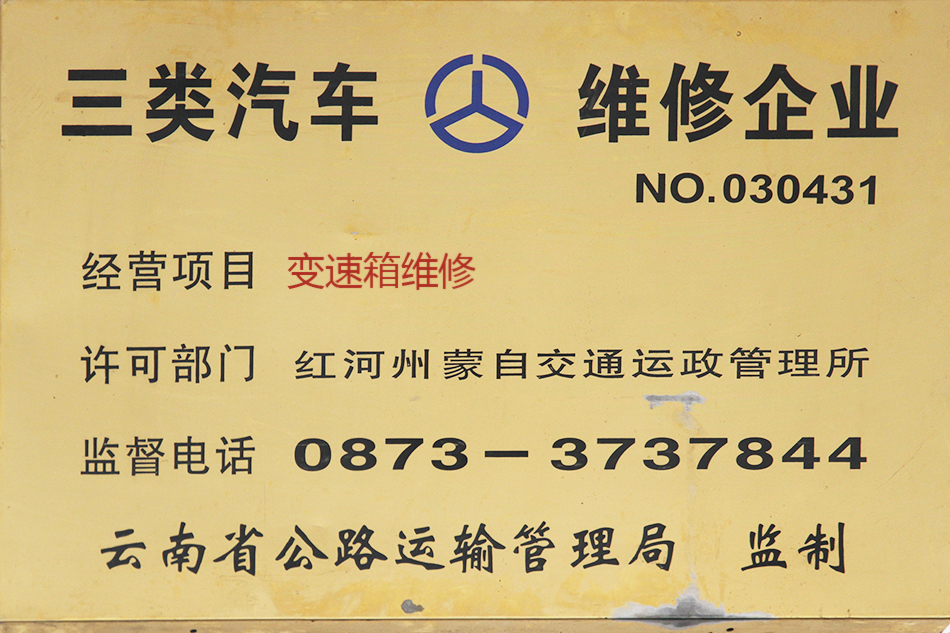 三类汽车 维修企业
NO.030431
经营项目 变速箱维修
许可部门 红河州蒙自交通运政管理所
监督电话 0873-3737844
云南省公路运输管理局 监制